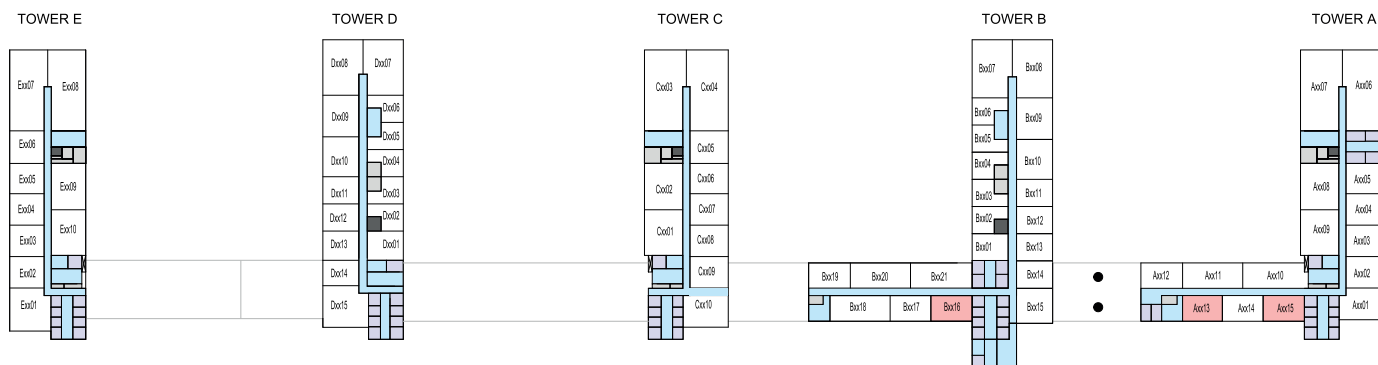 TOWER E
TOWER D
TOWER C
TOWER B
TOWER A
Exx07
Exx08
Exx06
Exx05
Exx09
Exx04
Exx10
Exx03
Exx02
Exx01
Dxx08
Dxx07
Dxx06
Dxx09
Dxx05
Dxx10
Dxx04
Dxx11
Dxx03
Dxx12
Dxx02
Dxx13
Dxx01
Dxx14
Dxx15
Cxx03
Cxx04
Cxx05
Cxx02
Cxx06
Cxx07
Cxx01
Cxx08
Cxx09
Cxx10
Bxx07
Bxx08
Bxx06
Bxx09
Bxx05
Bxx04
Bxx10
Bxx03
Bxx11
Bxx02
Bxx12
Bxx01
Bxx13
Bxx19
Bxx20
Bxx21
Bxx14
Bxx18
Bxx17
Bxx16
Bxx15
Axx07
Axx06
Axx05
Axx08
Axx04
Axx09
Axx03
Axx12
Axx11
Axx10
Axx02
Axx13
Axx14
Axx15
Axx01